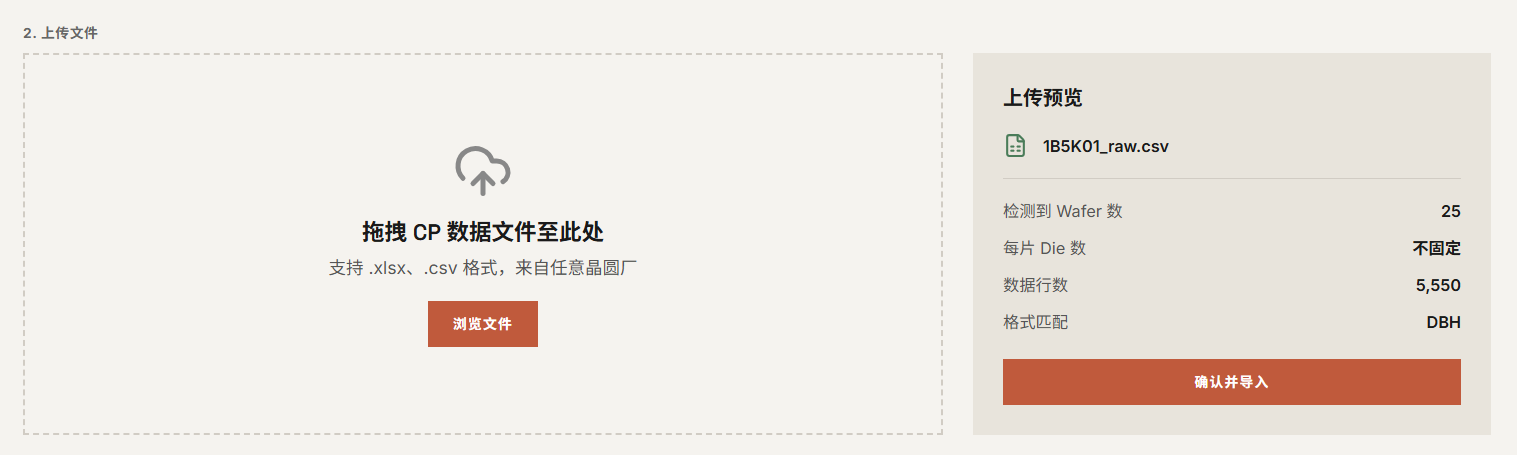 2. 上传文件
拖拽 CP 数据文件至此处
支持 .xlsx、.csv 格式，来自任意晶圆厂
浏览文件
上传预览
1B5K01_raw.csv
检测到 Wafer 数 25
每片 Die 数 不固定
数据行数 5,550
格式匹配 DBH
确认并导入